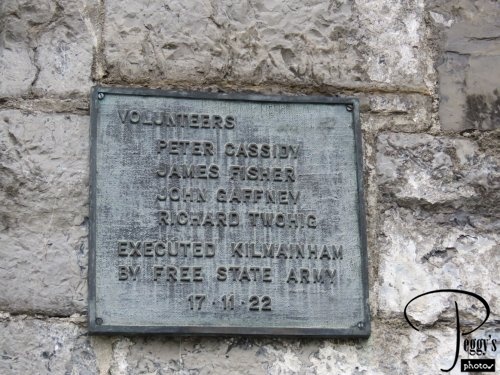 VOLUNTEERS
PETER CASSIDY
JAMES FISHER
JOHN GAFFNEY
RICHARD TWOHIG
EXECUTED KILMAINHAM
BY FREE STATE ARMY
17·11·22
Peggy's
photos